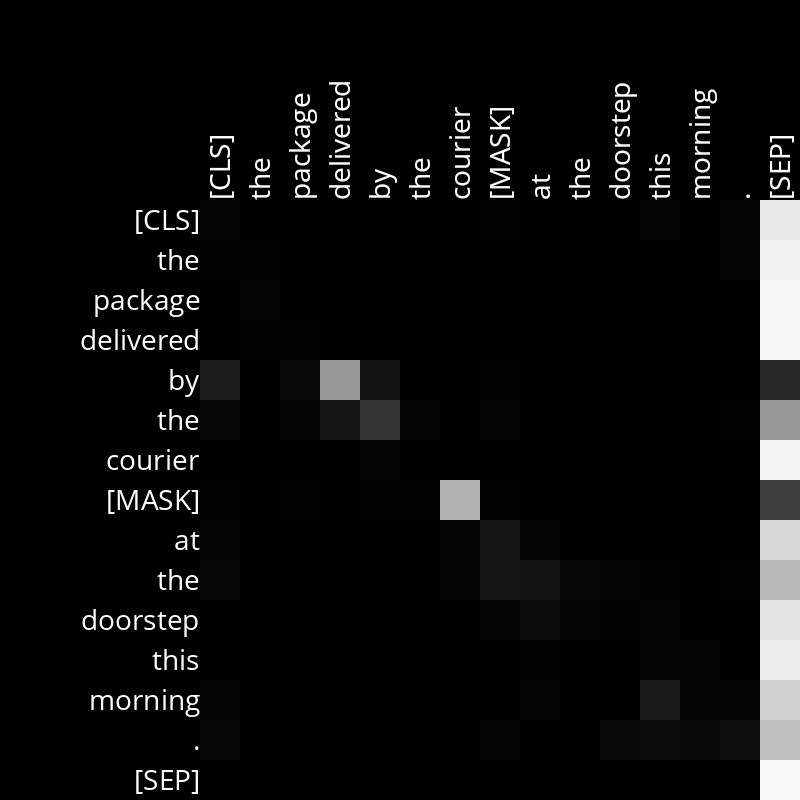 [CLS]
the
package
delivered
by
the
courier
[MASK]
at
the
doorstep
this
morning
.
[SEP]
[CLS]
the
package
delivered
by
the
courier
[MASK]
at
the
doorstep
this
morning
.
[SEP]